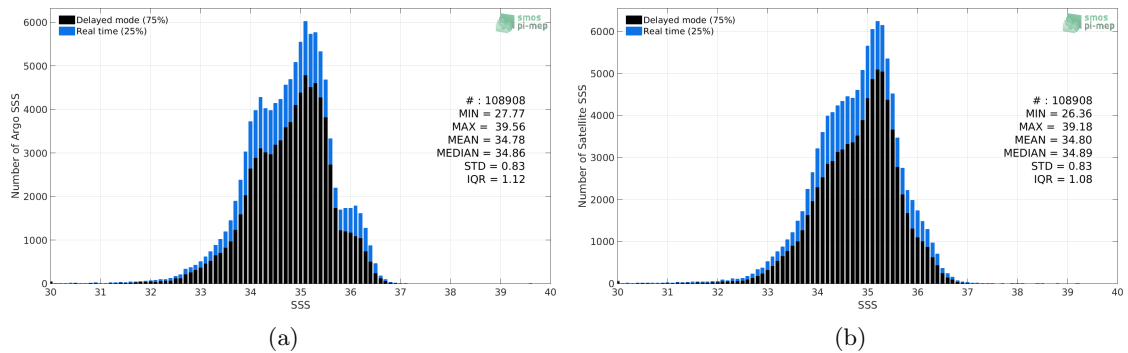 Delayed mode (75%)
Real time (25%)
smos
pi-mep
# : 108908
MIN = 27.77
MAX = 39.56
MEAN = 34.78
MEDIAN = 34.86
STD = 0.83
IQR = 1.12
Number of Argo SSS
6000
5000
4000
3000
2000
1000
0
30 31 32 33 34 35 36 37 38 39 40
SSS
(a)
Delayed mode (75%)
Real time (25%)
smos
pi-mep
# : 108908
MIN = 26.36
MAX = 39.18
MEAN = 34.80
MEDIAN = 34.89
STD = 0.83
IQR = 1.08
Number of Satellite SSS
6000
5000
4000
3000
2000
1000
0
30 31 32 33 34 35 36 37 38 39 40
SSS
(b)